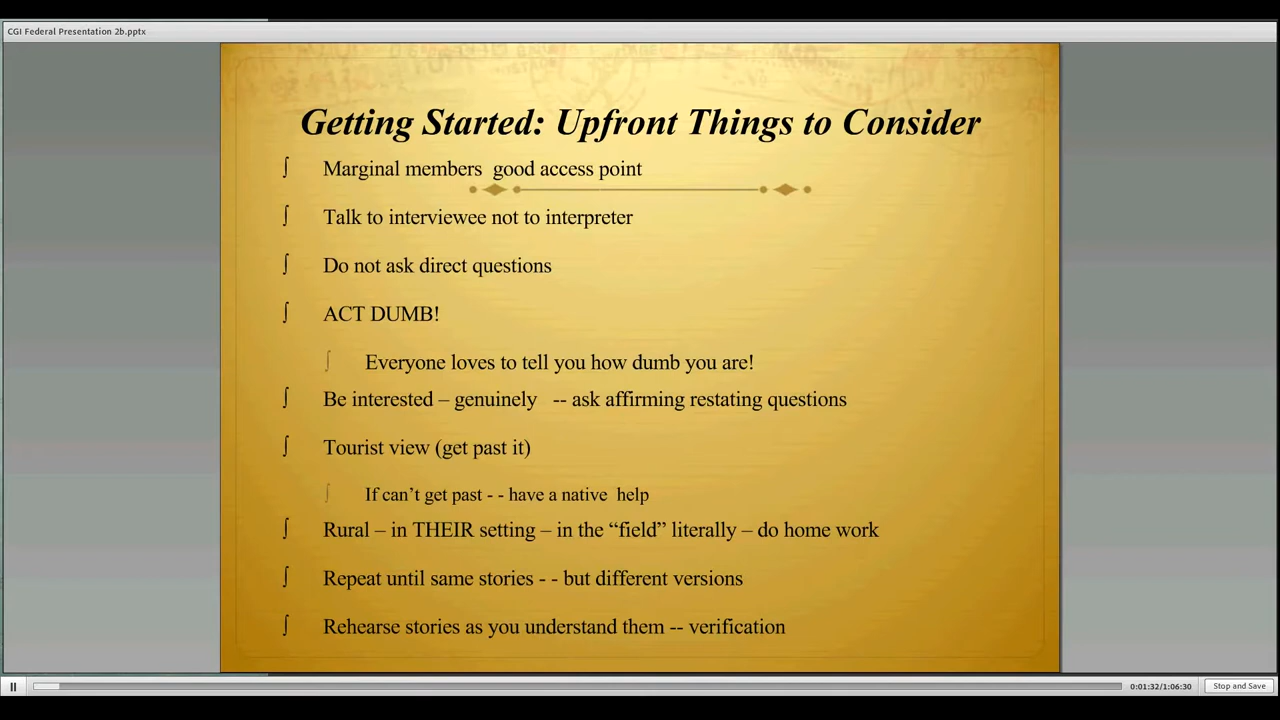 CGI Federal Presentation 2b.pptx
Getting Started: Upfront Things to Consider
∫ Marginal members  good access point
∫ Talk to interviewee not to interpreter
∫ Do not ask direct questions
∫ ACT DUMB!
∫ Everyone loves to tell you how dumb you are!
∫ Be interested – genuinely   -- ask affirming restating questions
∫ Tourist view (get past it)
∫ If can’t get past - - have a native  help
∫ Rural – in THEIR setting – in the “field” literally – do home work
∫ Repeat until same stories - - but different versions
∫ Rehearse stories as you understand them -- verification
0:01:32/1:06:30 Stop and Save